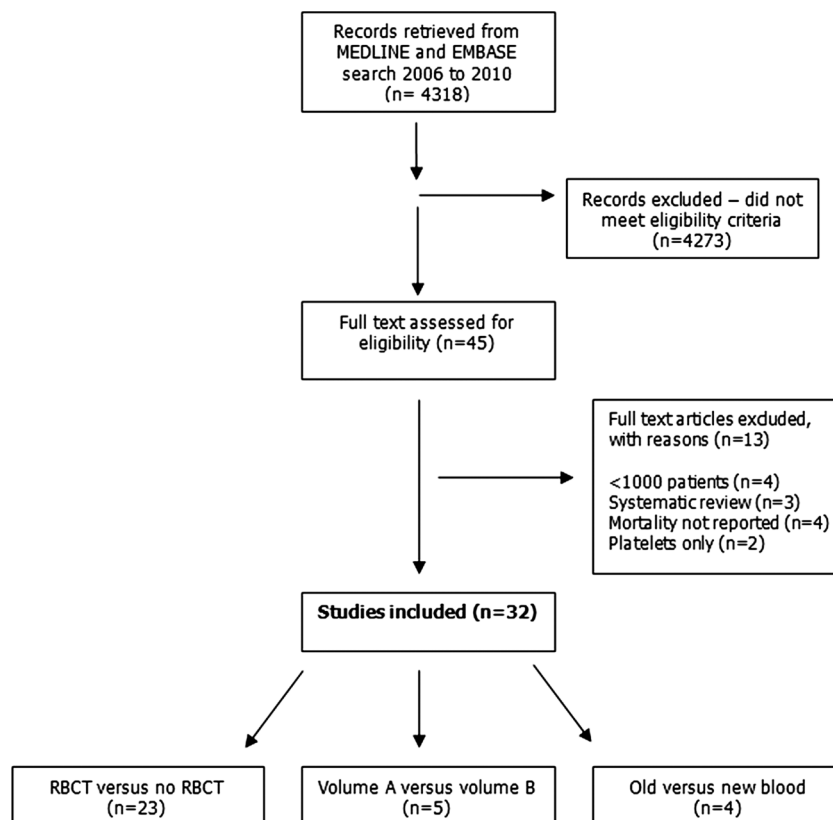 Records retrieved from
MEDLINE and EMBASE
search 2006 to 2010
(n= 4318)
Records excluded – did not
meet eligibility criteria
(n=4273)
Full text assessed for
eligibility (n=45)
Full text articles excluded,
with reasons (n=13)
<1000 patients (n=4)
Systematic review (n=3)
Mortality not reported (n=4)
Platelets only (n=2)
Studies included (n=32)
RBCT versus no RBCT
(n=23)
Volume A versus volume B
(n=5)
Old versus new blood
(n=4)